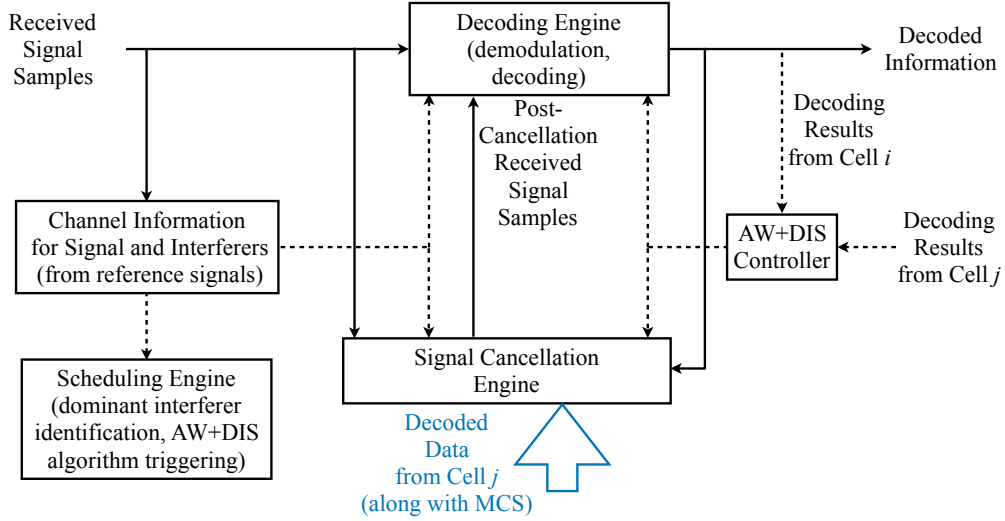 Received
Signal
Samples
Decoding Engine
(demodulation,
decoding)
Decoded
Information
Post-
Cancellation
Received
Signal
Samples
Decoding
Results
from Cell i
Channel Information
for Signal and Interferers
(from reference signals)
AW+DIS
Controller
Decoding
Results
from Cell j
Scheduling Engine
(dominant interferer
identification, AW+DIS
algorithm triggering)
Signal Cancellation
Engine
Decoded
Data
from Cell j
(along with MCS)